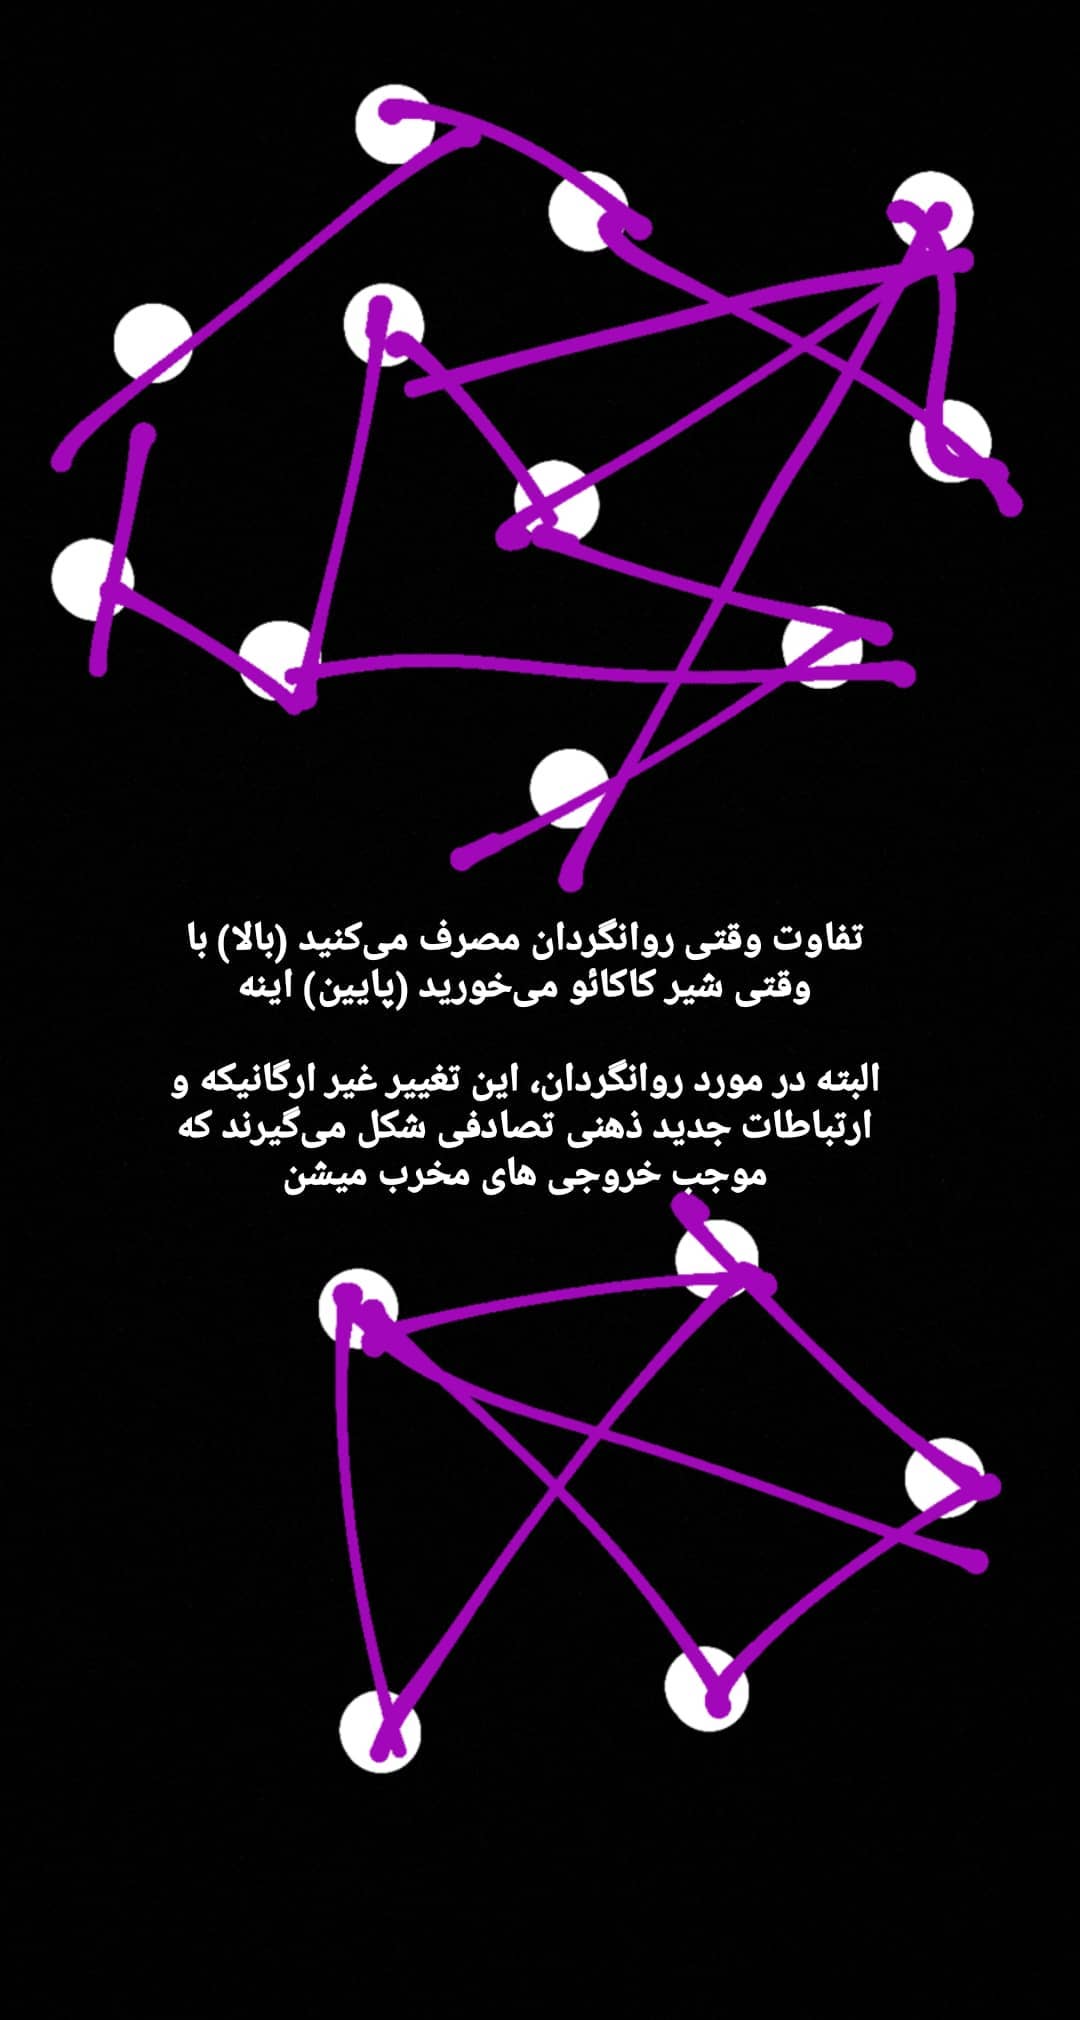 تفاوت وقتی روانگردان مصرف می‌کنید (بالا) با
وقتی شیر کاکائو می‌خورید (پایین) اینه
البته در مورد روانگردان، این تغییر غیر ارگانیکه و
ارتباطات جدید ذهنی تصادفی شکل می‌گیرند که
موجب خروجی های مخرب میشن